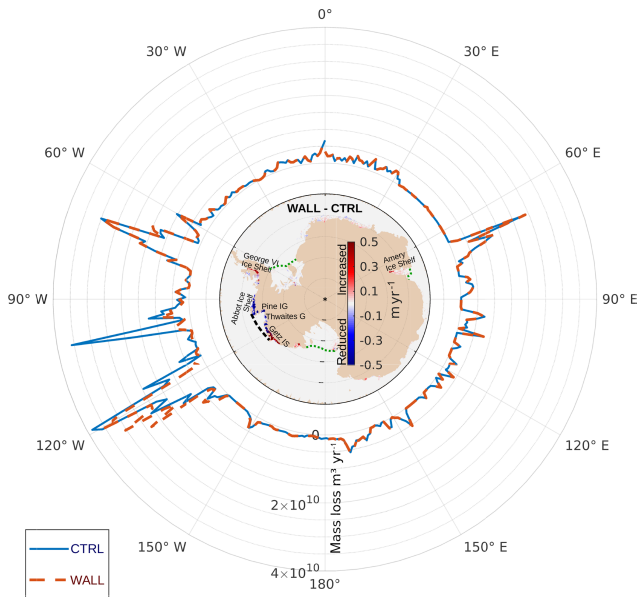 0°
30° W
30° E
60° W
60° E
WALL - CTRL
George VI
Ice Shelf
Amery
Ice Shelf
Increased
Reduced
0.5
0.3
0.1
-0.1
-0.3
-0.5
m yr⁻¹
90° W
90° E
Abbot Ice
Shelf
Pine IG
Thwaites G
Getz IS
120° W
120° E
0
2×10¹⁰
4×10¹⁰
Mass loss m³ yr⁻¹
150° W
150° E
180°
CTRL
WALL